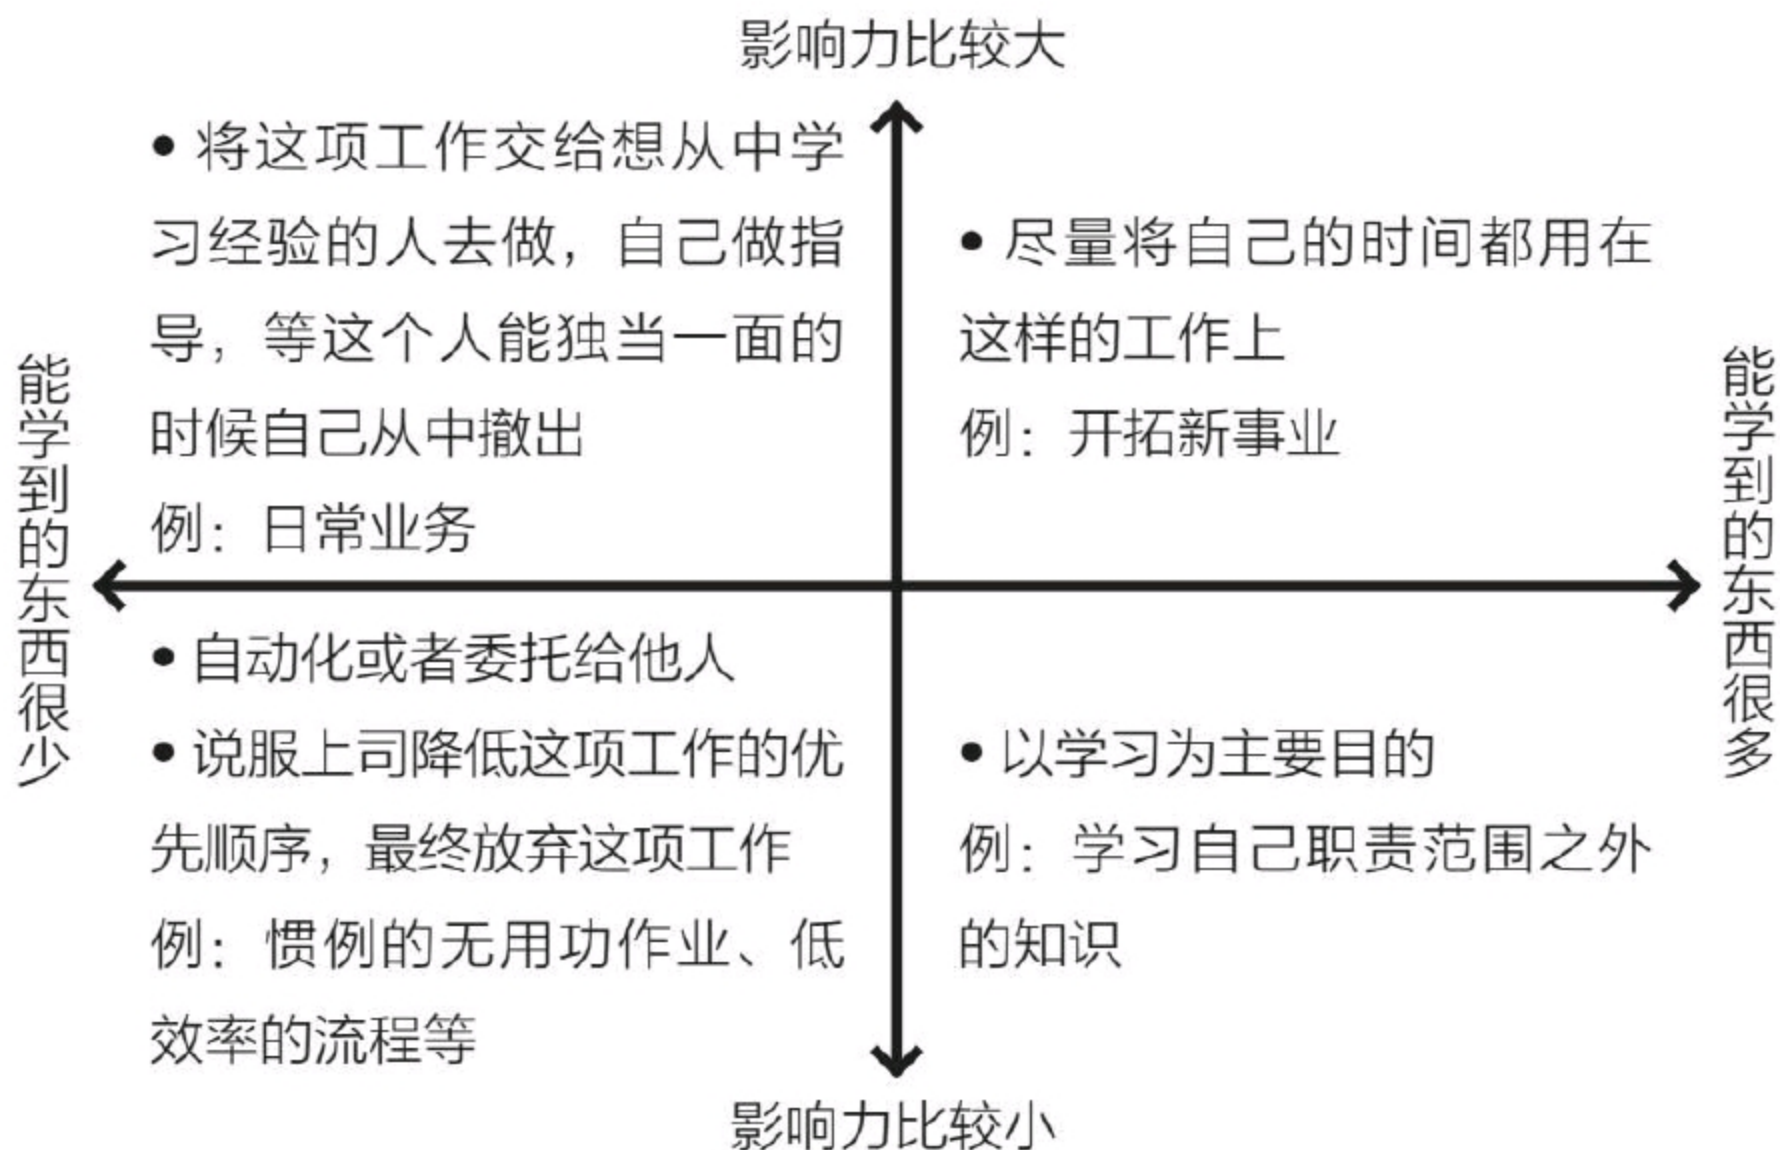 影响力比较大
• 将这项工作交给想从中学
习经验的人去做，自己做指
导，等这个人能独当一面的
时候自己从中撤出
例：日常业务
• 尽量将自己的时间都用在
这样的工作上
例：开拓新事业
能学到的东西很少
能学到的东西很多
• 自动化或者委托给他人
• 说服上司降低这项工作的优
先顺序，最终放弃这项工作
例：惯例的无用功作业、低
效率的流程等
• 以学习为主要目的
例：学习自己职责范围之外
的知识
影响力比较小